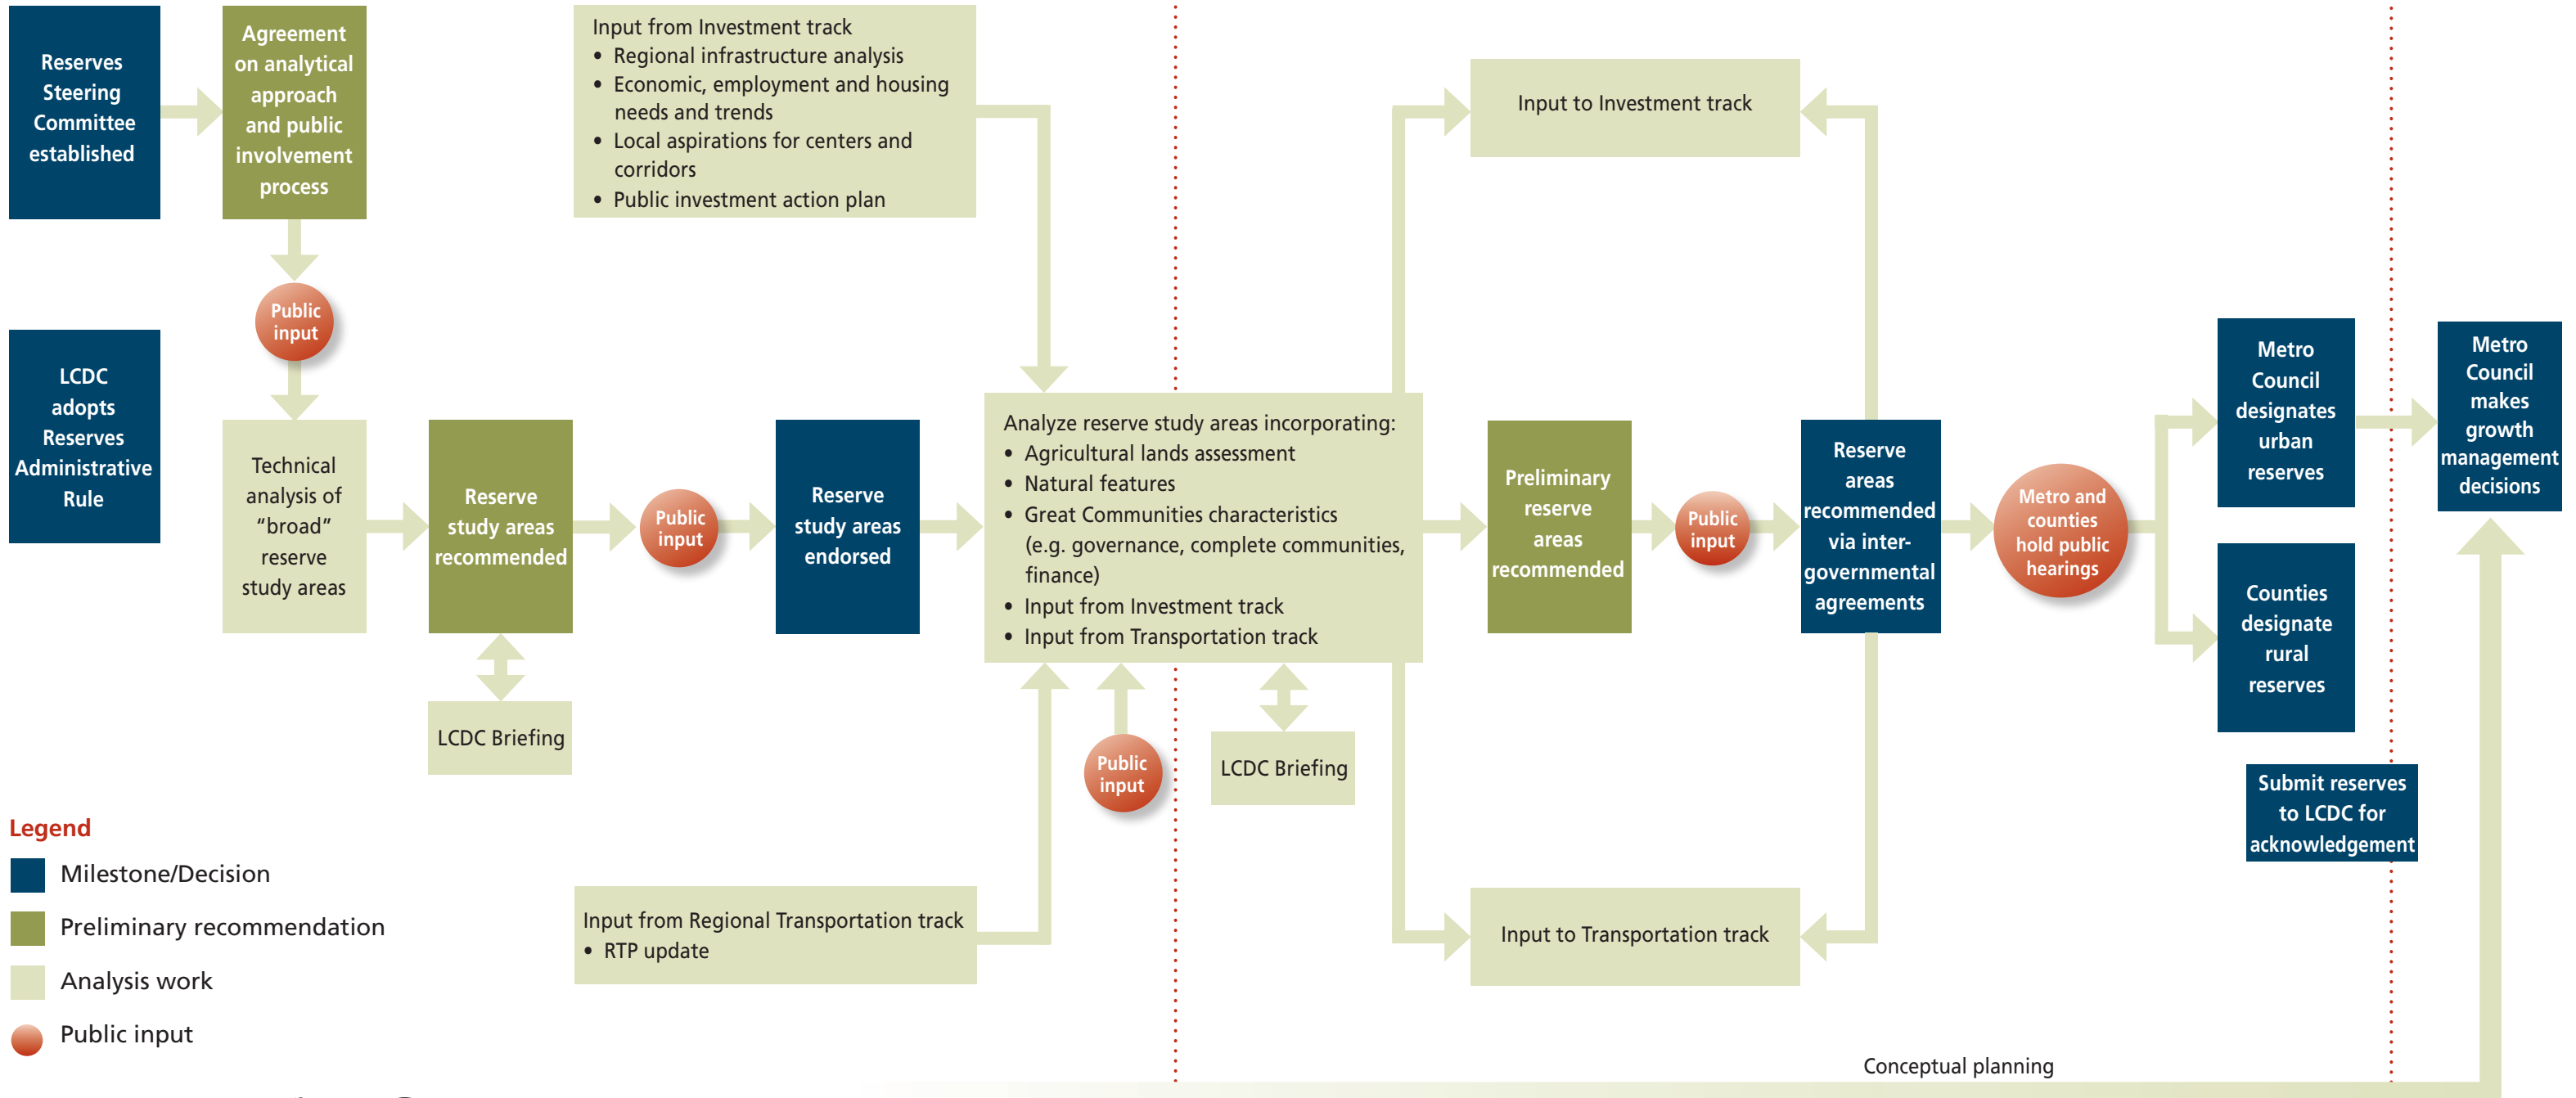 Reserves
Steering
Committee
established
Agreement
on analytical
approach
and public
involvement
process
Public
input
LCDC
adopts
Reserves
Administrative
Rule
Technical
analysis of
“broad”
reserve
study areas
Reserve
study areas
recommended
LCDC Briefing
Public
input
Reserve
study areas
endorsed
Input from Investment track
• Regional infrastructure analysis
• Economic, employment and housing
needs and trends
• Local aspirations for centers and
corridors
• Public investment action plan
Analyze reserve study areas incorporating:
• Agricultural lands assessment
• Natural features
• Great Communities characteristics
(e.g. governance, complete communities,
finance)
• Input from Investment track
• Input from Transportation track
Public
input
LCDC Briefing
Input from Regional Transportation track
• RTP update
Input to Investment track
Preliminary
reserve
areas
recommended
Public
input
Reserve
areas
recommended
via inter-
governmental
agreements
Input to Transportation track
Metro and
counties
hold public
hearings
Metro
Council
designates
urban
reserves
Counties
designate
rural
reserves
Submit reserves
to LCDC for
acknowledgement
Metro
Council
makes
growth
management
decisions
Conceptual planning
Legend
Milestone/Decision
Preliminary recommendation
Analysis work
Public input